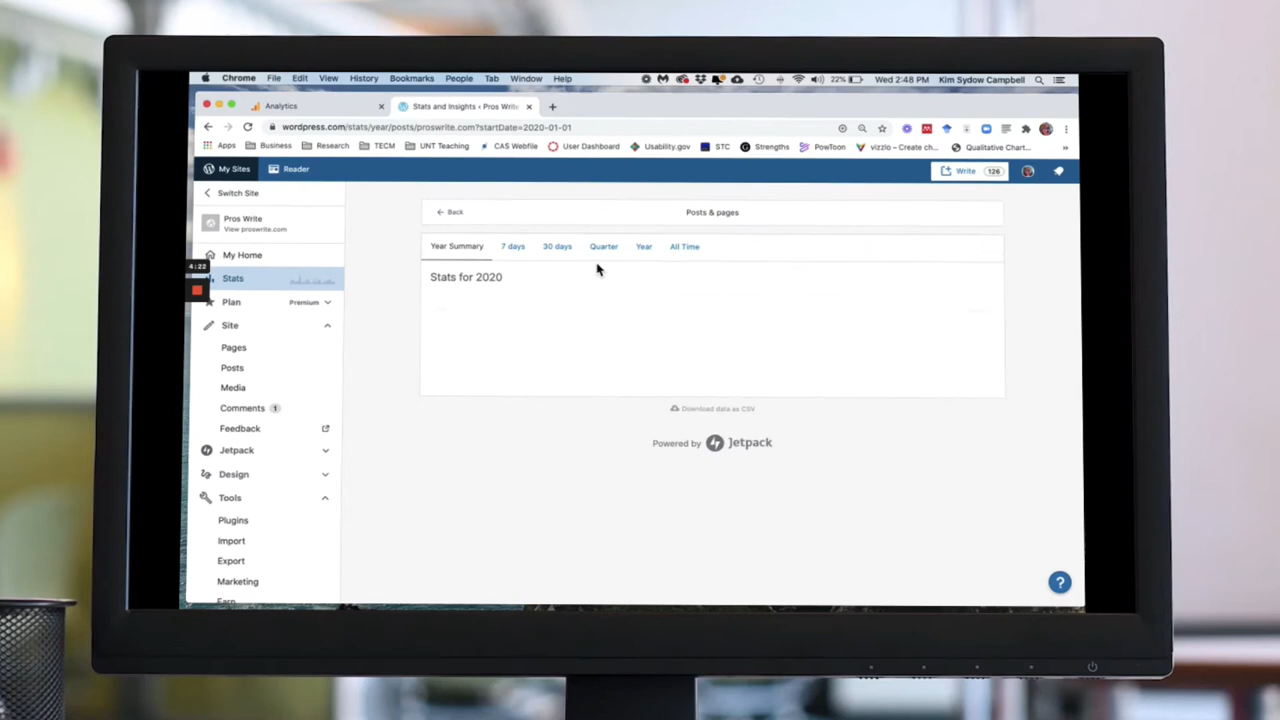 Chrome File Edit View History Bookmarks People Tab Window Help 22% Wed 2:48 PM Kim Sydow Campbell
Analytics Stats and Insights ‹ Pros Write
wordpress.com/stats/year/posts/proswrite.com?startDate=2020-01-01
Apps Business Research TECM UNT Teaching CAS Webfile User Dashboard Usability.gov STC Strengths PowToon vizzlo – Create ch... Qualitative Chart... »
My Sites Reader Write 126
Switch Site
Pros Write
View proswrite.com
My Home
4:22
Stats
Plan Premium
Site
Pages
Posts
Media
Comments 1
Feedback
Jetpack
Design
Tools
Plugins
Import
Export
Marketing
Earn
Back Posts & pages
Year Summary 7 days 30 days Quarter Year All Time
Stats for 2020
Download data as CSV
Powered by Jetpack
?